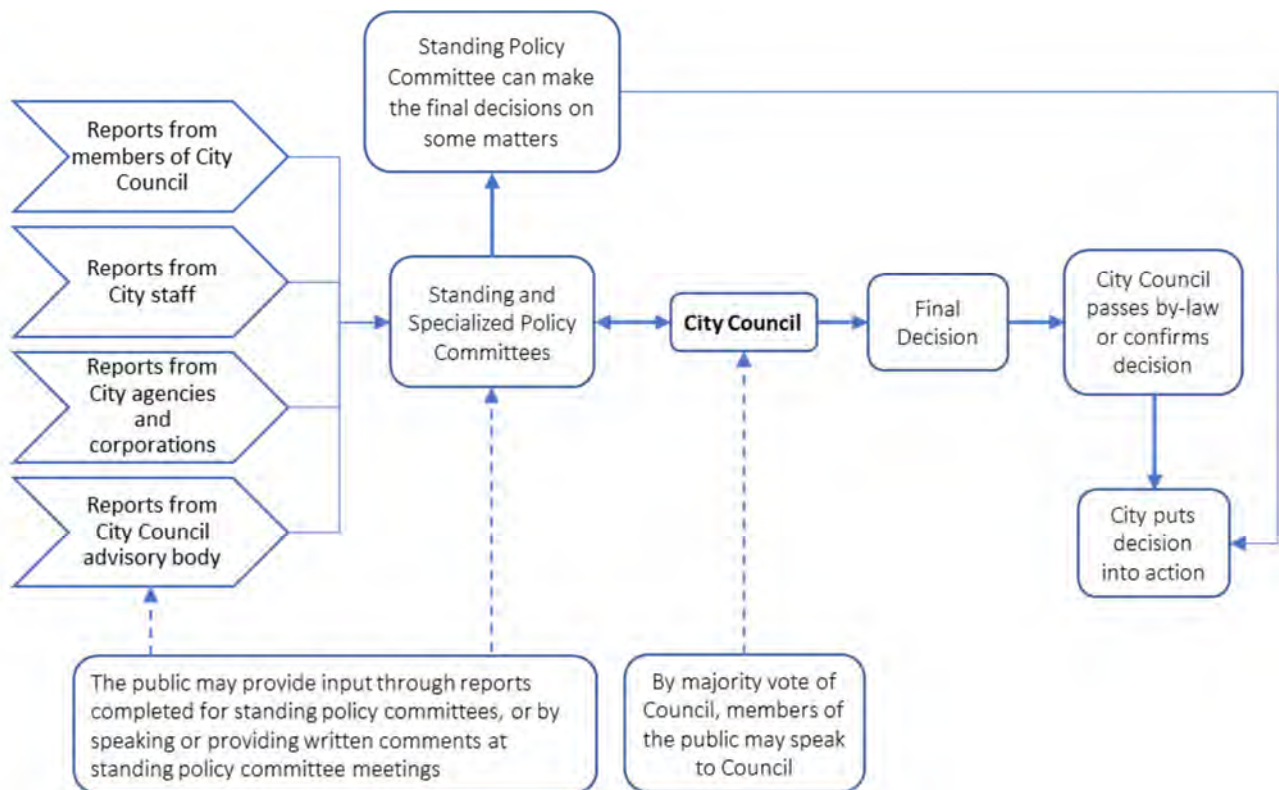 Standing Policy
Committee can make
the final decisions on
some matters
Reports from
members of City
Council
Reports from
City staff
Reports from
City agencies
and
corporations
Reports from
City Council
advisory body
Standing and
Specialized Policy
Committees
City Council
Final
Decision
City Council
passes by-law
or confirms
decision
City puts
decision
into action
The public may provide input through reports
completed for standing policy committees, or by
speaking or providing written comments at
standing policy committee meetings
By majority vote of
Council, members of
the public may speak
to Council